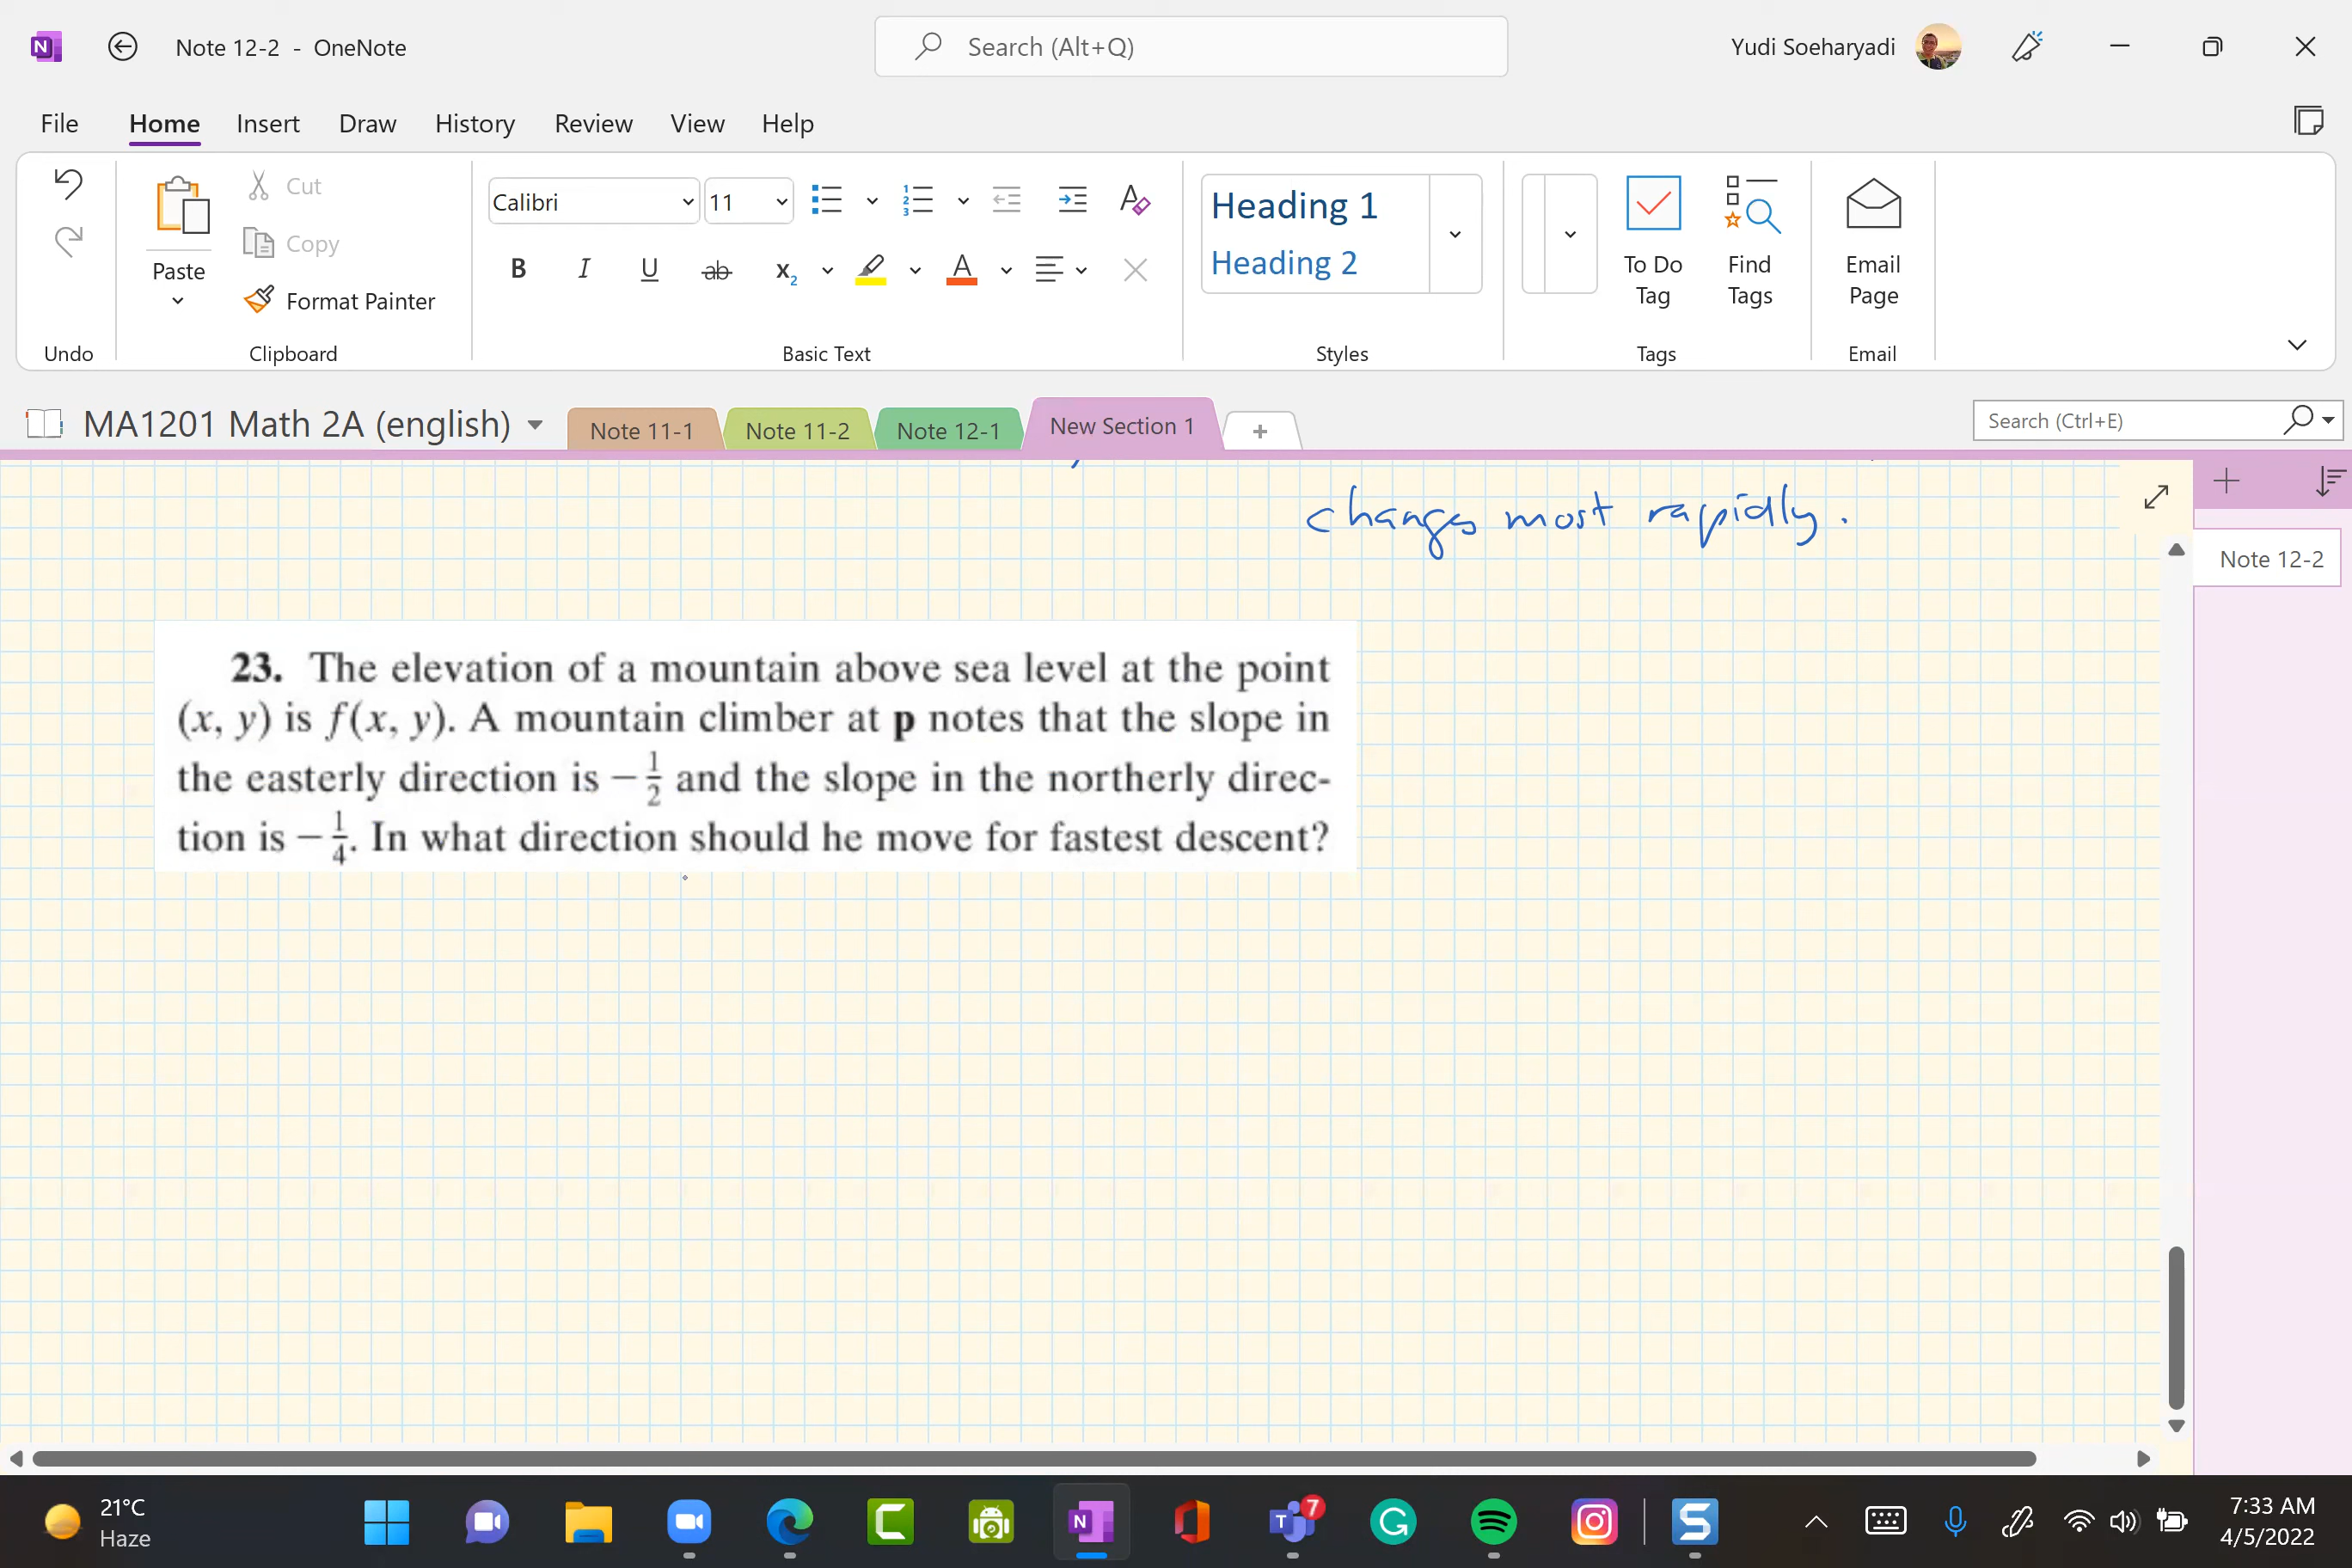 Note 12-2 - OneNote
Search (Alt+Q)
Yudi Soeharyadi
File Home Insert Draw History Review View Help
Cut
Copy
Paste
Format Painter
Calibri 11
B I U ab x2 A
Heading 1
Heading 2
To Do Tag
Find Tags
Email Page
Undo Clipboard Basic Text Styles Tags Email
MA1201 Math 2A (english) Note 11-1 Note 11-2 Note 12-1 New Section 1 +
Search (Ctrl+E)
Note 12-2
changes most rapidly.
23. The elevation of a mountain above sea level at the point
(x, y) is f(x, y). A mountain climber at p notes that the slope in
the easterly direction is −1/2 and the slope in the northerly direc-
tion is −1/4. In what direction should he move for fastest descent?
21°C
Haze
7
7:33 AM
4/5/2022